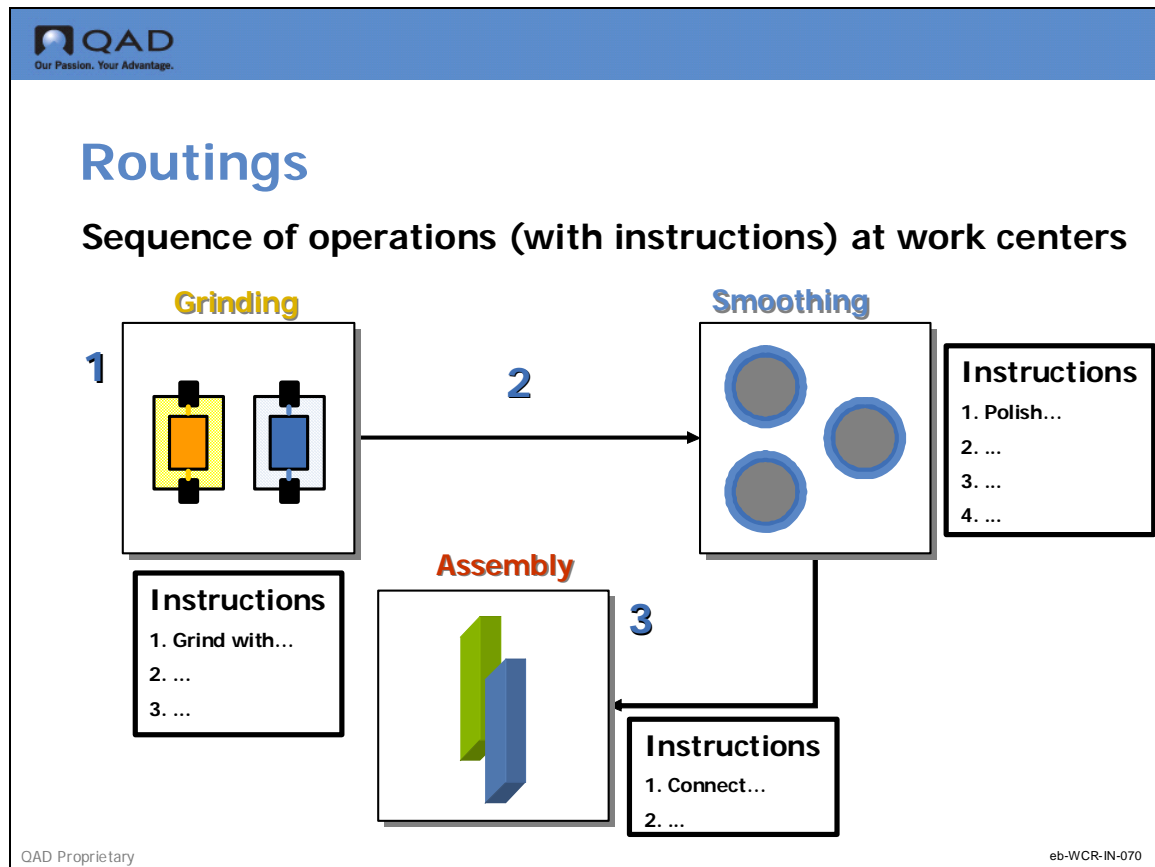 QAD
Our Passion. Your Advantage.
Routings
Sequence of operations (with instructions) at work centers
Grinding
1
Instructions
1. Grind with...
2. ...
3. ...
2
Smoothing
Instructions
1. Polish...
2. ...
3. ...
4. ...
Assembly
3
Instructions
1. Connect...
2. ...
QAD Proprietary
eb-WCR-IN-070